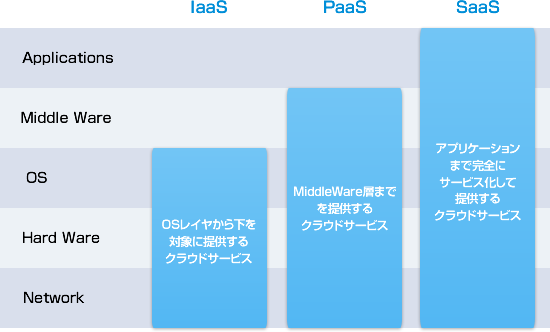 IaaS PaaS SaaS
Applications
Middle Ware
OS
Hard Ware
Network
OSレイヤから下を
対象に提供する
クラウドサービス
MiddleWare層まで
を提供する
クラウドサービス
アプリケーション
まで完全に
サービス化して
提供する
クラウドサービス